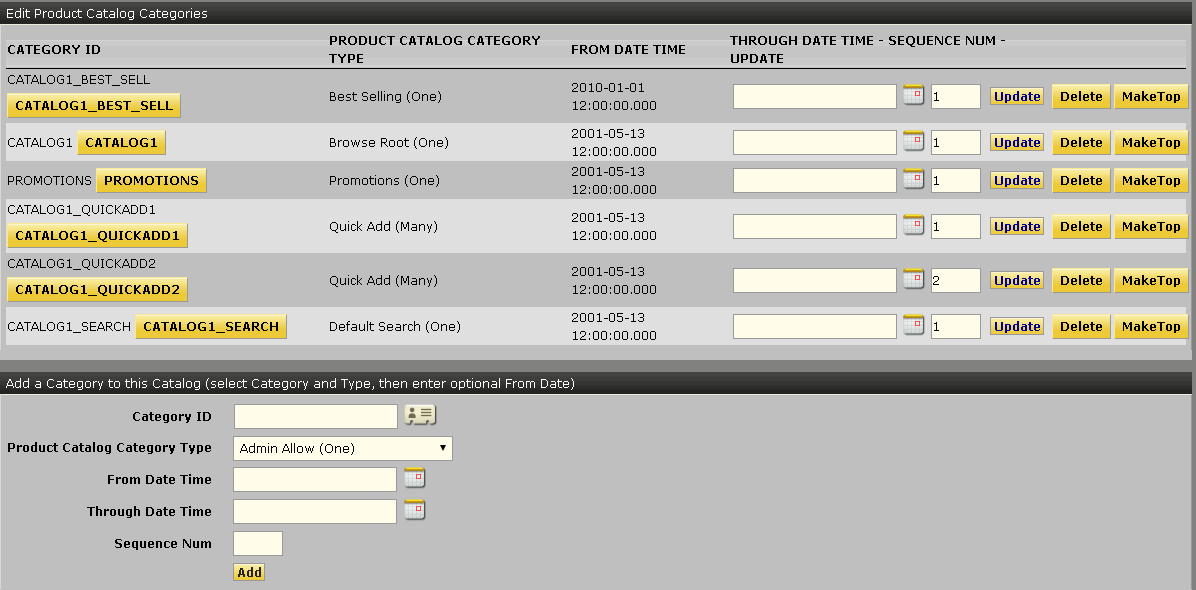 Edit Product Catalog Categories
CATEGORY ID PRODUCT CATALOG CATEGORY TYPE FROM DATE TIME THROUGH DATE TIME - SEQUENCE NUM - UPDATE
CATALOG1_BEST_SELL
CATALOG1_BEST_SELL Best Selling (One) 2010-01-01 12:00:00.000 1 Update Delete MakeTop
CATALOG1 CATALOG1 Browse Root (One) 2001-05-13 12:00:00.000 1 Update Delete MakeTop
PROMOTIONS PROMOTIONS Promotions (One) 2001-05-13 12:00:00.000 1 Update Delete MakeTop
CATALOG1_QUICKADD1
CATALOG1_QUICKADD1 Quick Add (Many) 2001-05-13 12:00:00.000 1 Update Delete MakeTop
CATALOG1_QUICKADD2
CATALOG1_QUICKADD2 Quick Add (Many) 2001-05-13 12:00:00.000 2 Update Delete MakeTop
CATALOG1_SEARCH CATALOG1_SEARCH Default Search (One) 2001-05-13 12:00:00.000 1 Update Delete MakeTop
Add a Category to this Catalog (select Category and Type, then enter optional From Date)
Category ID
Product Catalog Category Type Admin Allow (One)
From Date Time
Through Date Time
Sequence Num
Add